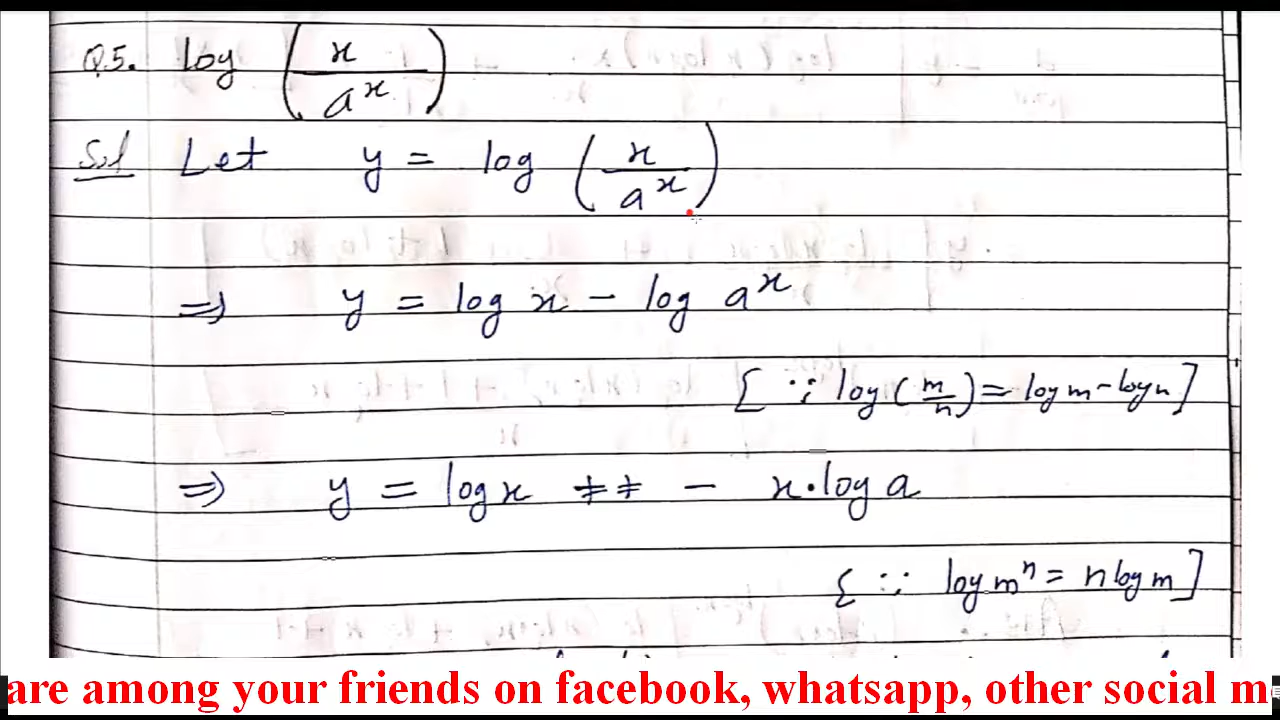 Q.5. log (x/a^x)
Sol Let y = log (x/a^x)
⇒ y = log x - log a^x
[∵ log(m/n) = log m - log n]
⇒ y = log x - x·log a
{∵ log m^n = n log m]
are among your friends on facebook, whatsapp, other social m